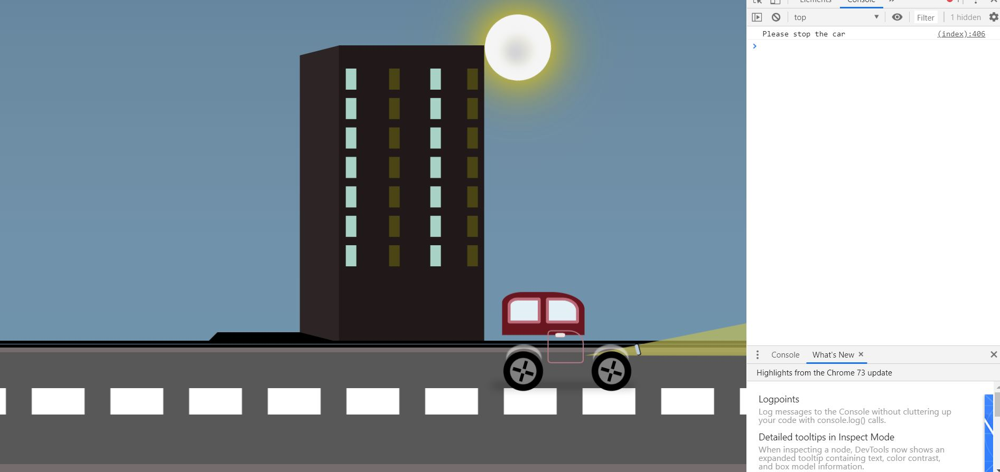 Elements Console » 1
top Filter 1 hidden
Please stop the car (index):406
Console What's New
Highlights from the Chrome 73 update
Logpoints
Log messages to the Console without cluttering up
your code with console.log() calls.
Detailed tooltips in Inspect Mode
When inspecting a node, DevTools now shows an
expanded tooltip containing text, color contrast,
and box model information.